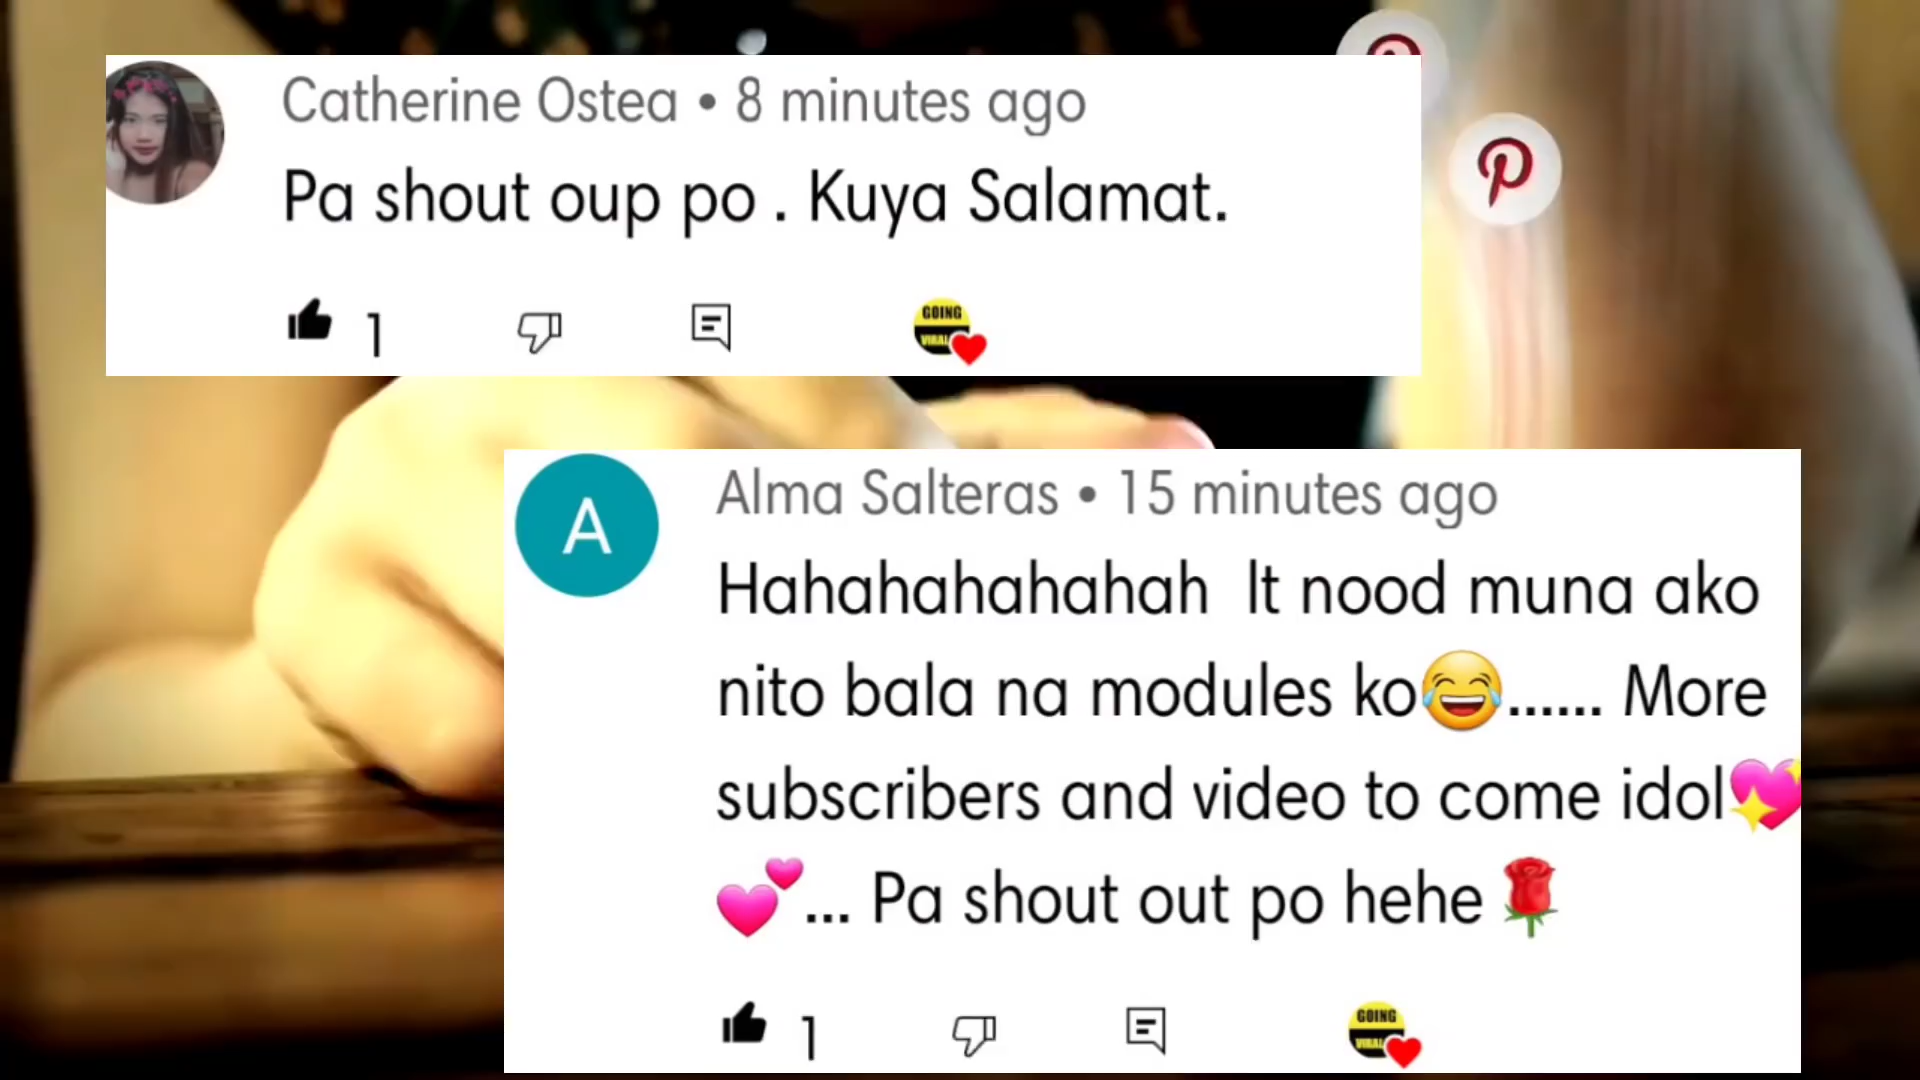 Catherine Ostea • 8 minutes ago
Pa shout oup po . Kuya Salamat.
1
GOING
VIRAL
Alma Salteras • 15 minutes ago
Hahahahahahah It nood muna ako
nito bala na modules ko😂...... More
subscribers and video to come idol💖
💕... Pa shout out po hehe🌹
1
GOING
VIRAL